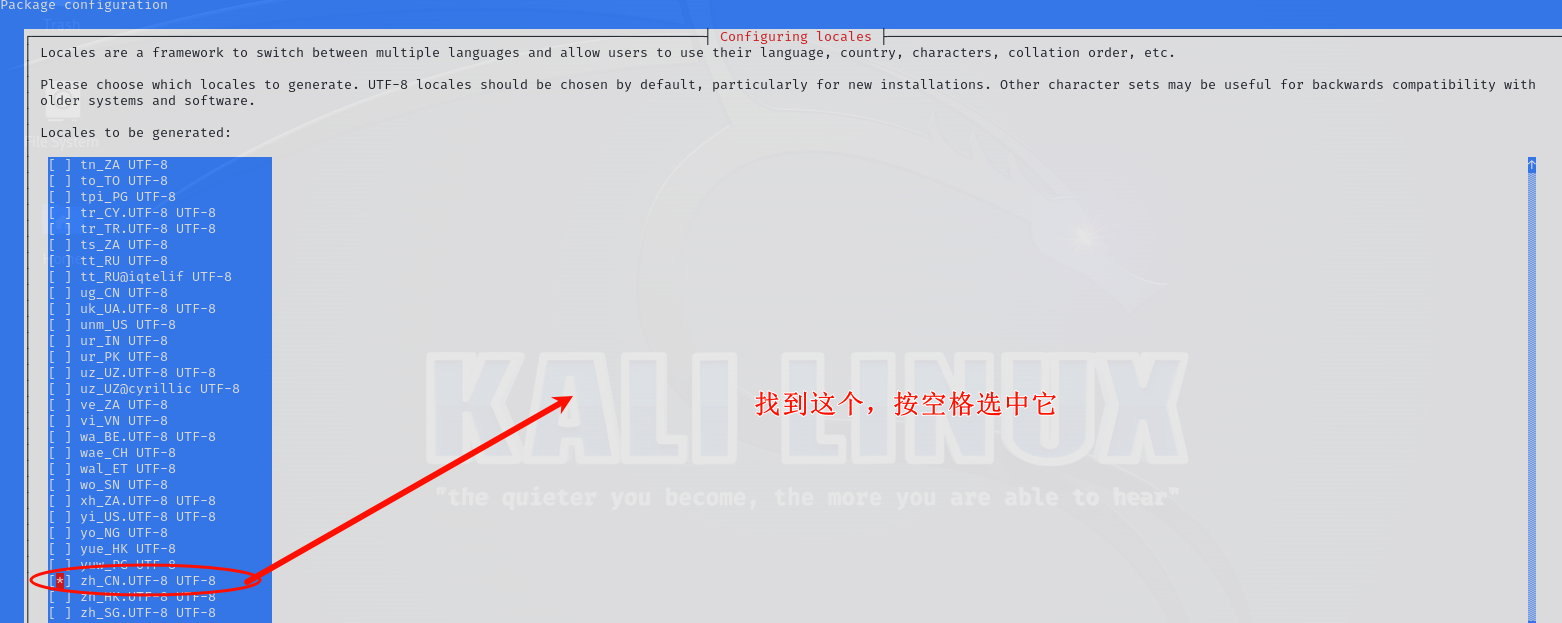 Package configuration
Trash
Configuring locales
Locales are a framework to switch between multiple languages and allow users to use their language, country, characters, collation order, etc.
Please choose which locales to generate. UTF-8 locales should be chosen by default, particularly for new installations. Other character sets may be useful for backwards compatibility with
older systems and software.
Locales to be generated:
File System
[ ] tn_ZA UTF-8
[ ] to_TO UTF-8
[ ] tpi_PG UTF-8
[ ] tr_CY.UTF-8 UTF-8
[ ] tr_TR.UTF-8 UTF-8
[ ] ts_ZA UTF-8
[ ] tt_RU UTF-8
Home
[ ] tt_RU@iqtelif UTF-8
[ ] ug_CN UTF-8
[ ] uk_UA.UTF-8 UTF-8
[ ] unm_US UTF-8
[ ] ur_IN UTF-8
[ ] ur_PK UTF-8
[ ] uz_UZ.UTF-8 UTF-8
[ ] uz_UZ@cyrillic UTF-8
[ ] ve_ZA UTF-8
[ ] vi_VN UTF-8
[ ] wa_BE.UTF-8 UTF-8
[ ] wae_CH UTF-8
[ ] wal_ET UTF-8
[ ] wo_SN UTF-8
[ ] xh_ZA.UTF-8 UTF-8
[ ] yi_US.UTF-8 UTF-8
[ ] yo_NG UTF-8
[ ] yue_HK UTF-8
[ ] yuw_PG UTF-8
[*] zh_CN.UTF-8 UTF-8
[ ] zh_HK.UTF-8 UTF-8
[ ] zh_SG.UTF-8 UTF-8
KALI LINUX
找到这个，按空格选中它
"the quieter you become, the more you are able to hear"